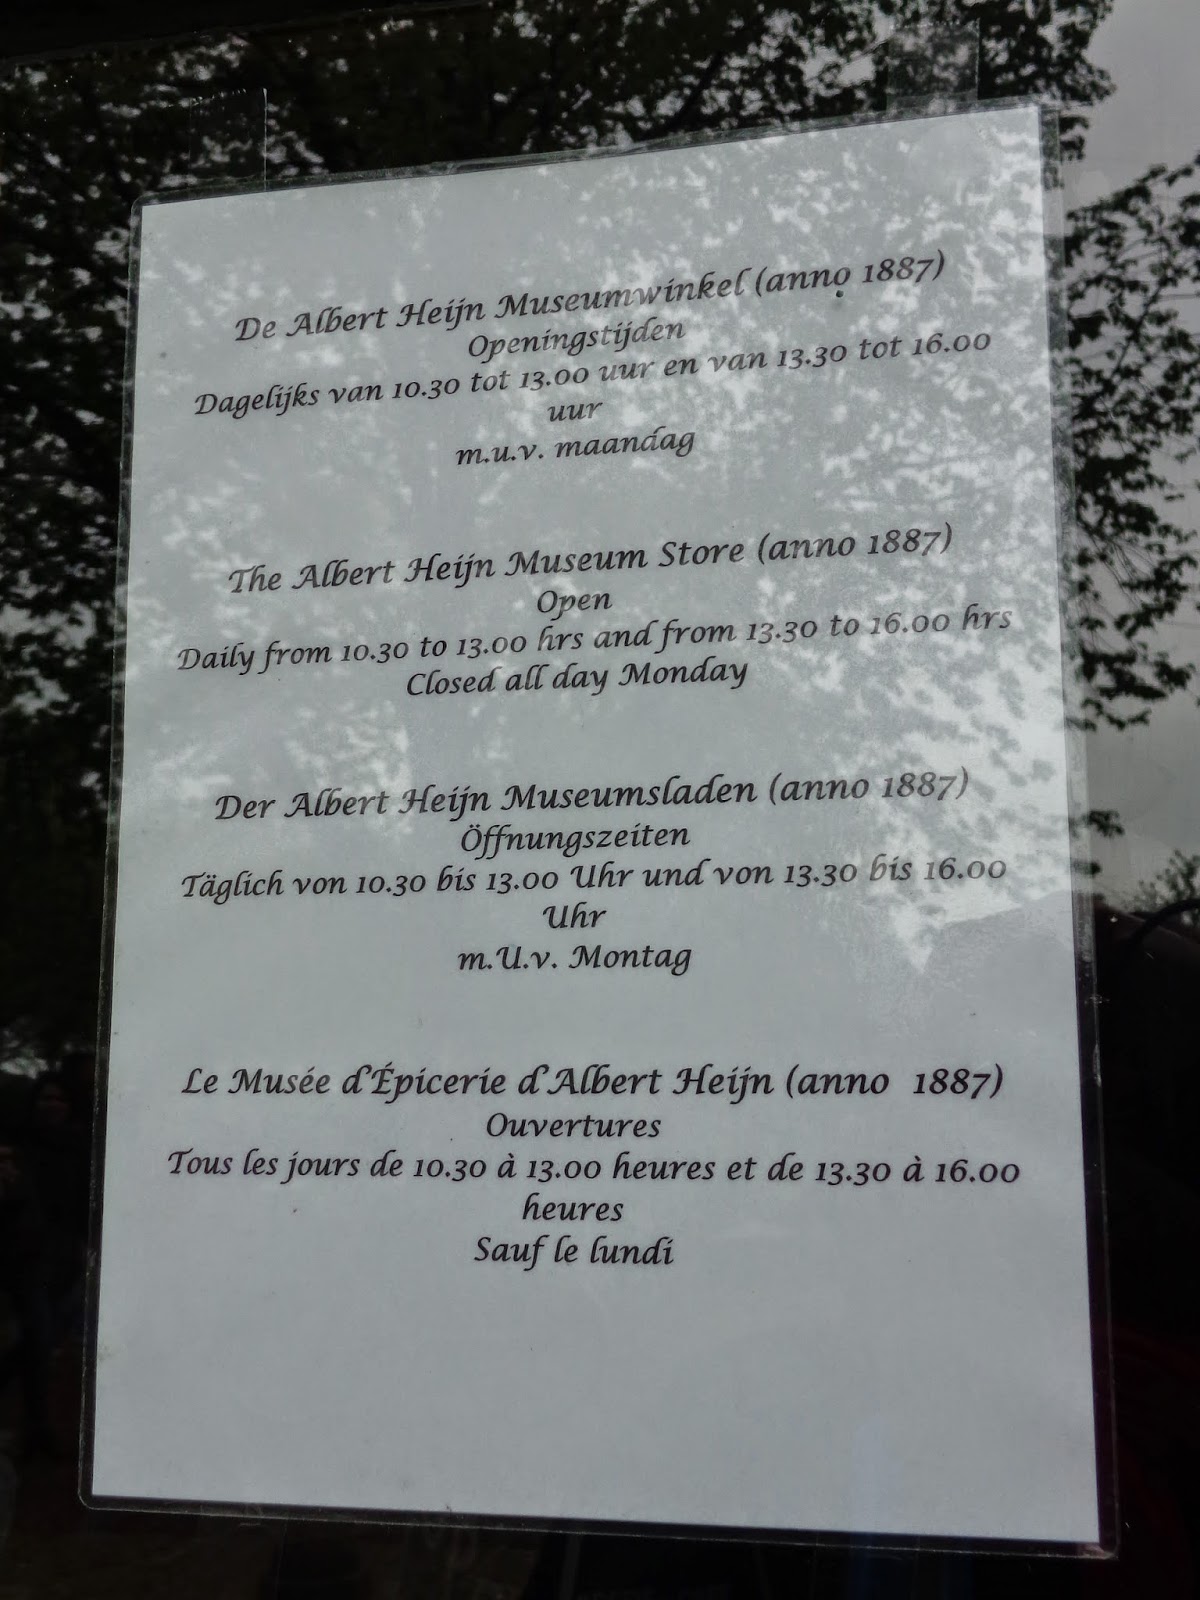 De Albert Heijn Museumwinkel (anno 1887)
Openingstijden
Dagelijks van 10.30 tot 13.00 uur en van 13.30 tot 16.00
uur
m.u.v. maandag
The Albert Heijn Museum Store (anno 1887)
Open
Daily from 10.30 to 13.00 hrs and from 13.30 to 16.00 hrs
Closed all day Monday
Der Albert Heijn Museumsladen (anno 1887)
Öffnungszeiten
Täglich von 10.30 bis 13.00 Uhr und von 13.30 bis 16.00
Uhr
m.U.v. Montag
Le Musée d'Épicerie d'Albert Heijn (anno 1887)
Ouvertures
Tous les jours de 10.30 à 13.00 heures et de 13.30 à 16.00
heures
Sauf le lundi